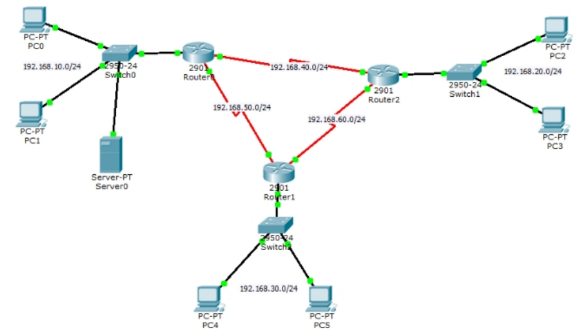 PC-PT
PC0
192.168.10.0/24
PC-PT
PC1
2950-24
Switch0
Server-PT
Server0
2901
192.168.40.0/24
2901
Router2
2950-24
Switch1
PC-PT
PC2
192.168.20.0/24
PC-PT
PC3
192.168.50.0/24
192.168.60.0/24
2901
Router1
2950-24
192.168.30.0/24
PC-PT
PC4
PC-PT
PC5